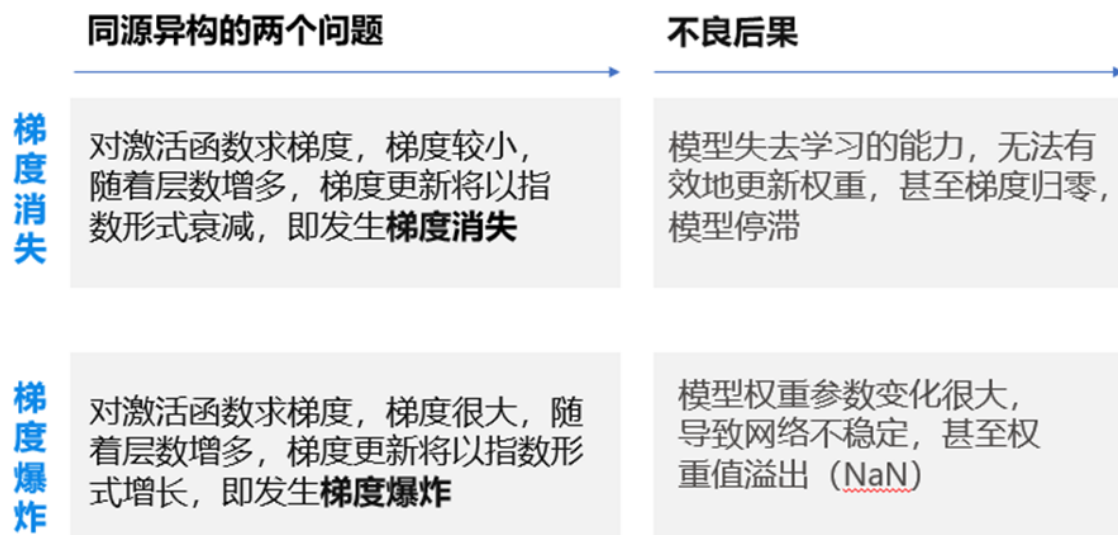 同源异构的两个问题
不良后果
梯度消失
对激活函数求梯度，梯度较小，
随着层数增多，梯度更新将以指
数形式衰减，即发生梯度消失
模型失去学习的能力，无法有
效地更新权重，甚至梯度归零，
模型停滞
梯度爆炸
对激活函数求梯度，梯度很大，随
着层数增多，梯度更新将以指数形
式增长，即发生梯度爆炸
模型权重参数变化很大，
导致网络不稳定，甚至权
重值溢出（NaN）